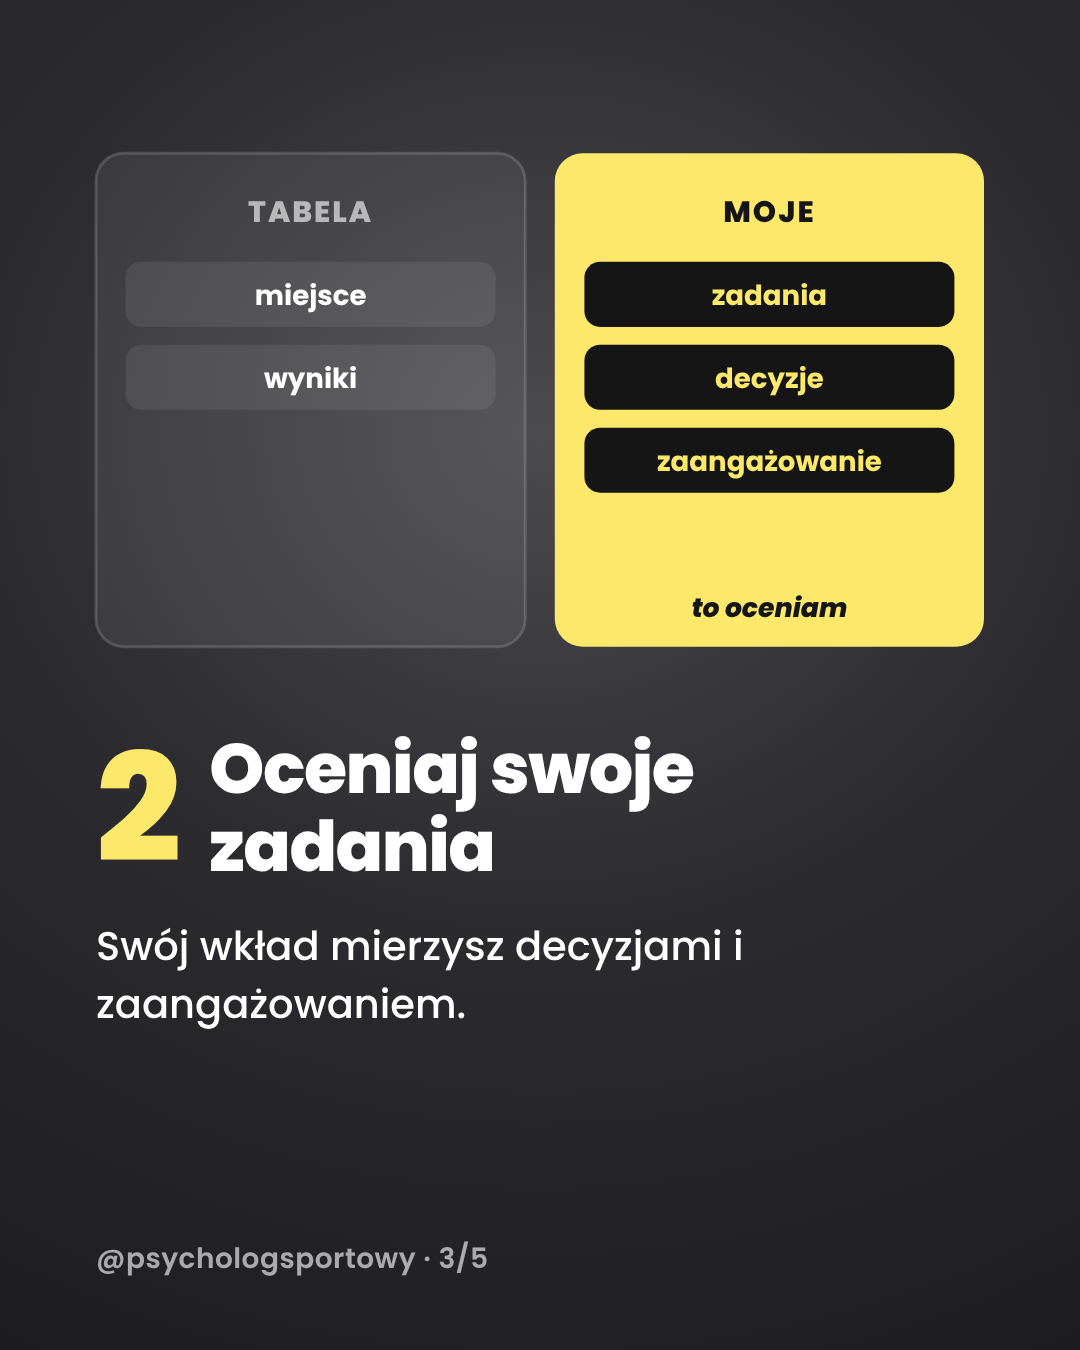 TABELA
miejsce
wyniki
MOJE
zadania
decyzje
zaangażowanie
to oceniam
2 Oceniaj swoje
zadania
Swój wkład mierzysz decyzjami i
zaangażowaniem.
@psychologsportowy · 3/5